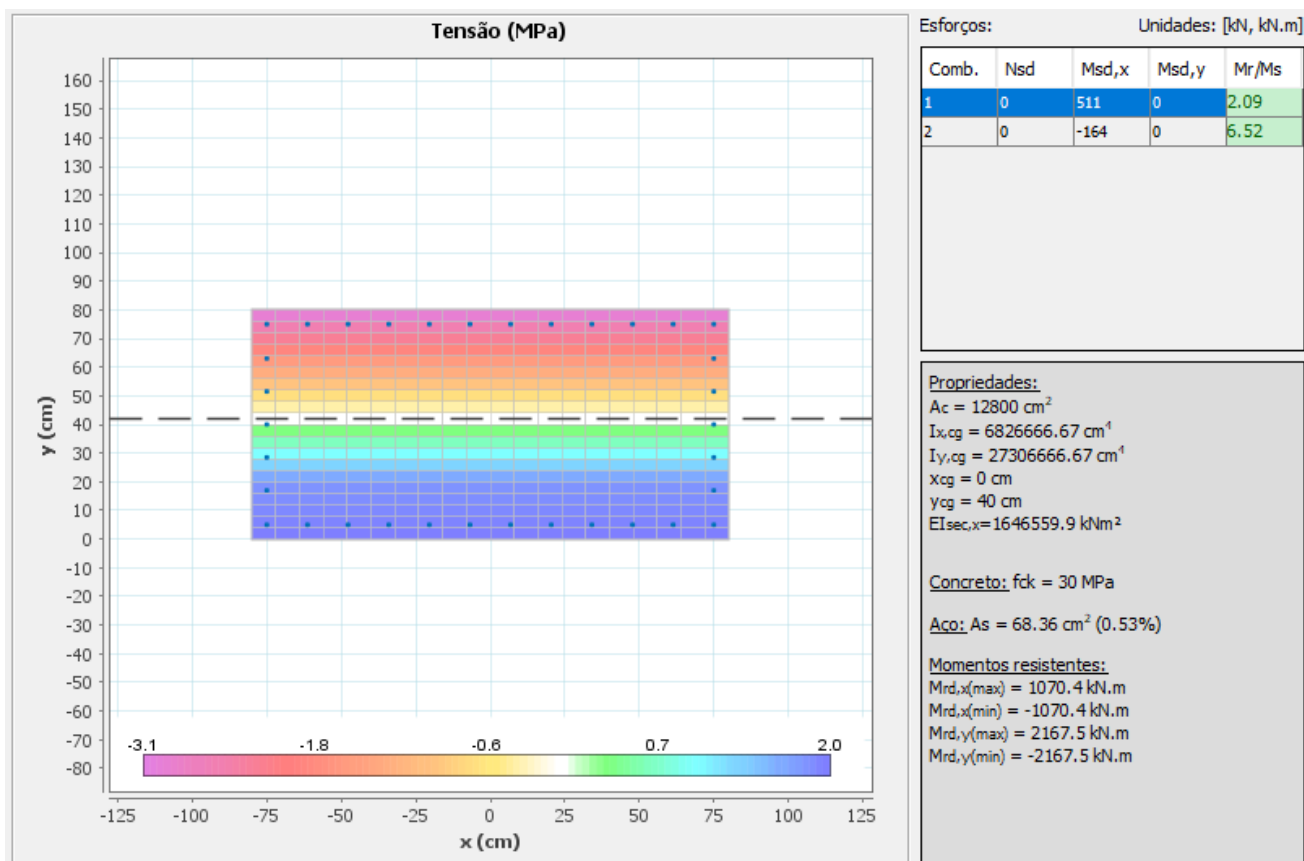 Tensão (MPa)
160
150
140
130
120
110
100
90
80
70
60
50
40
30
20
10
0
-10
-20
-30
-40
-50
-60
-70
-80
y (cm)
-3.1 -1.8 -0.6 0.7 2.0
-125 -100 -75 -50 -25 0 25 50 75 100 125
x (cm)
Esforços: Unidades: [kN, kN.m]
Comb. Nsd Msd,x Msd,y Mr/Ms
1 0 511 0 2.09
2 0 -164 0 6.52
Propriedades:
Ac = 12800 cm²
Ix,cg = 6826666.67 cm⁴
Iy,cg = 27306666.67 cm⁴
xcg = 0 cm
ycg = 40 cm
EIsec,x=1646559.9 kNm²
Concreto: fck = 30 MPa
Aço: As = 68.36 cm² (0.53%)
Momentos resistentes:
Mrd,x(max) = 1070.4 kN.m
Mrd,x(min) = -1070.4 kN.m
Mrd,y(max) = 2167.5 kN.m
Mrd,y(min) = -2167.5 kN.m